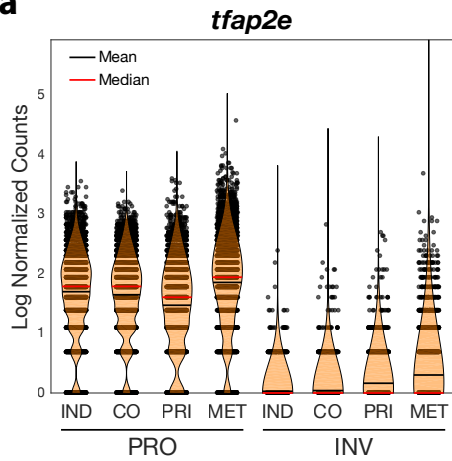 a
tfap2e
Mean
Median
Log Normalized Counts
5
4
3
2
1
0
IND CO PRI MET IND CO PRI MET
PRO INV